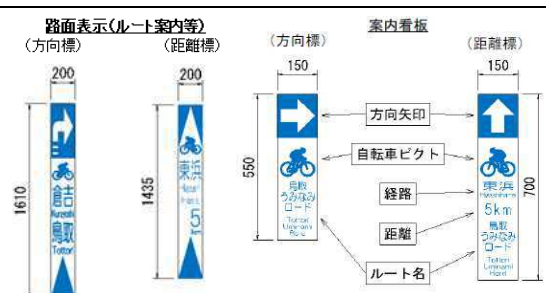 路面表示(ルート案内等)
(方向標)
(距離標)
200
200
1610
1435
倉吉
Kurayoshi
鳥取
Tottori
東浜
5
km
案内看板
(方向標)
(距離標)
150
150
550
700
方向矢印
自転車ピクト
経路
距離
ルート名
鳥取
うみなみ
ロード
Tottori
Uminami
東浜
5km
鳥取
うみなみ
ロード
Tottori
Uminami